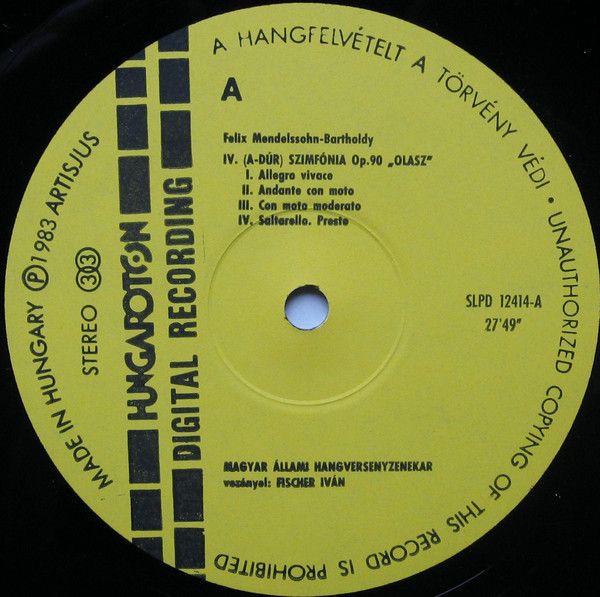 A HANGFELVÉTELT A TÖRVÉNY VÉDI • UNAUTHORIZED COPYING OF THIS RECORD IS PROHIBITED
A
Felix Mendelssohn-Bartholdy
IV. (A-DÚR) SZIMFÓNIA Op.90 „OLASZ”
I. Allegro vivace
II. Andante con moto
III. Con moto moderato
IV. Saltarello. Presto
SLPD 12414-A
27'49"
MAGYAR ÁLLAMI HANGVERSENYZENEKAR
vezényel: FISCHER IVÁN
HUNGAROTON
DIGITAL RECORDING
STEREO 33
MADE IN HUNGARY Ⓟ 1983 ARTISJUS